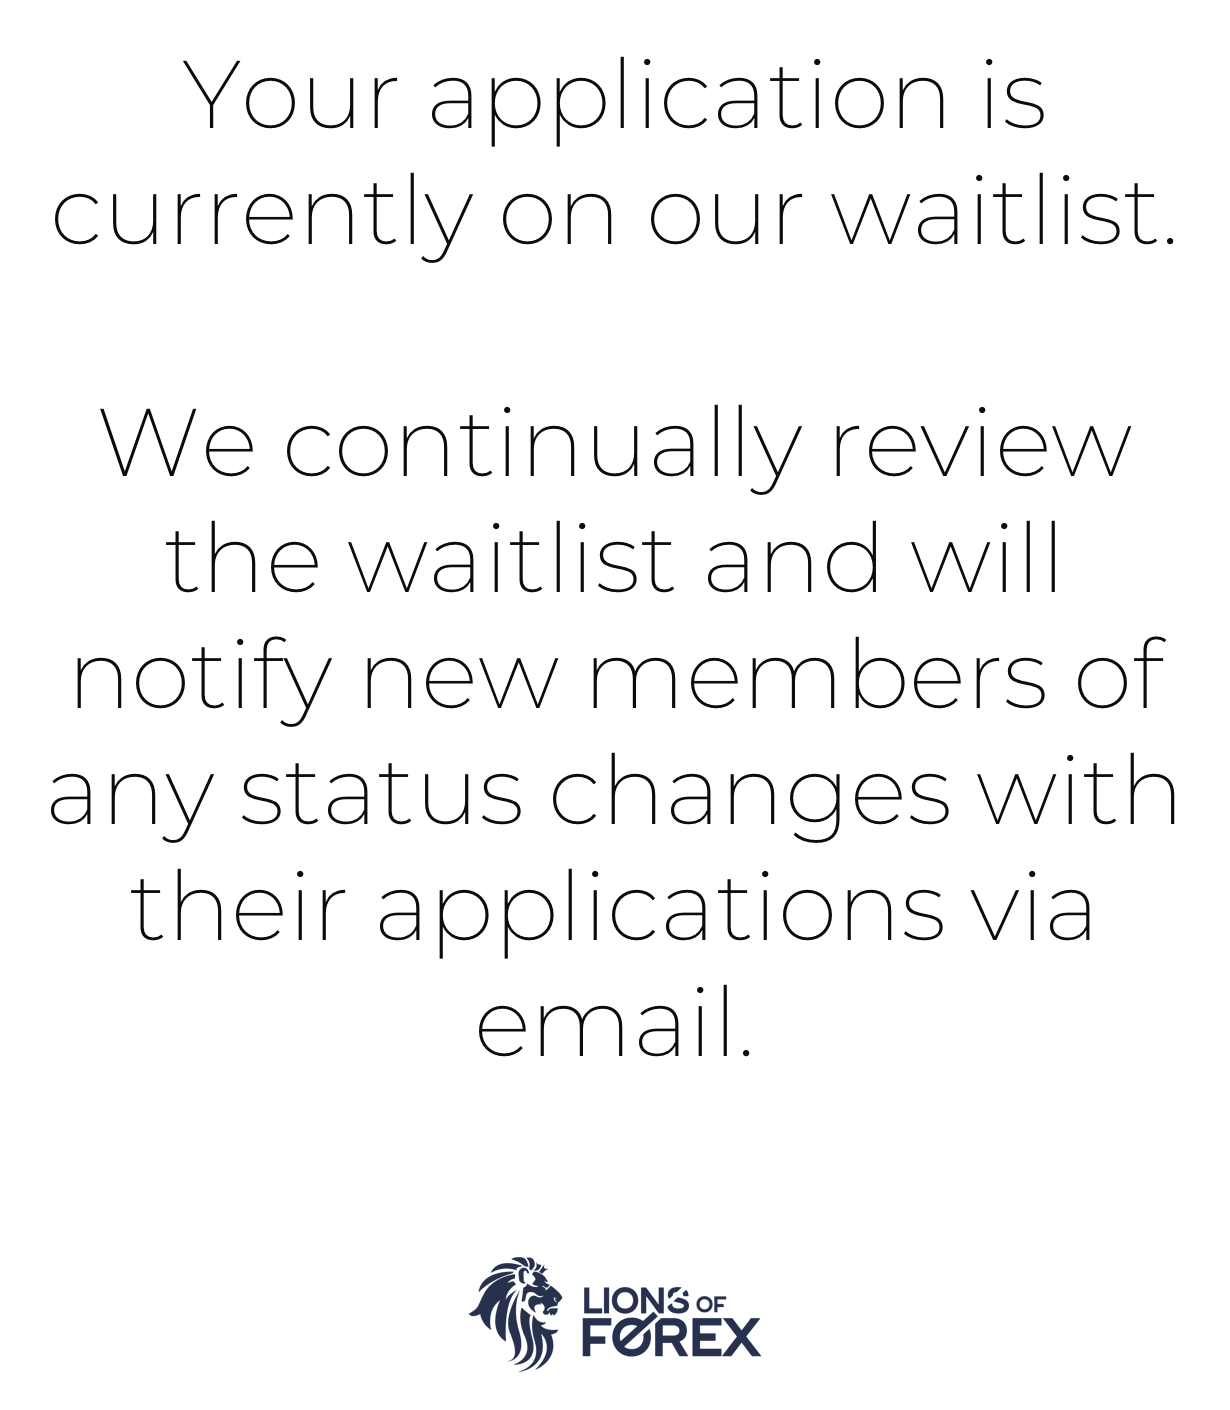 Your application is
currently on our waitlist.
We continually review
the waitlist and will
notify new members of
any status changes with
their applications via
email.
LIONS OF
FOREX